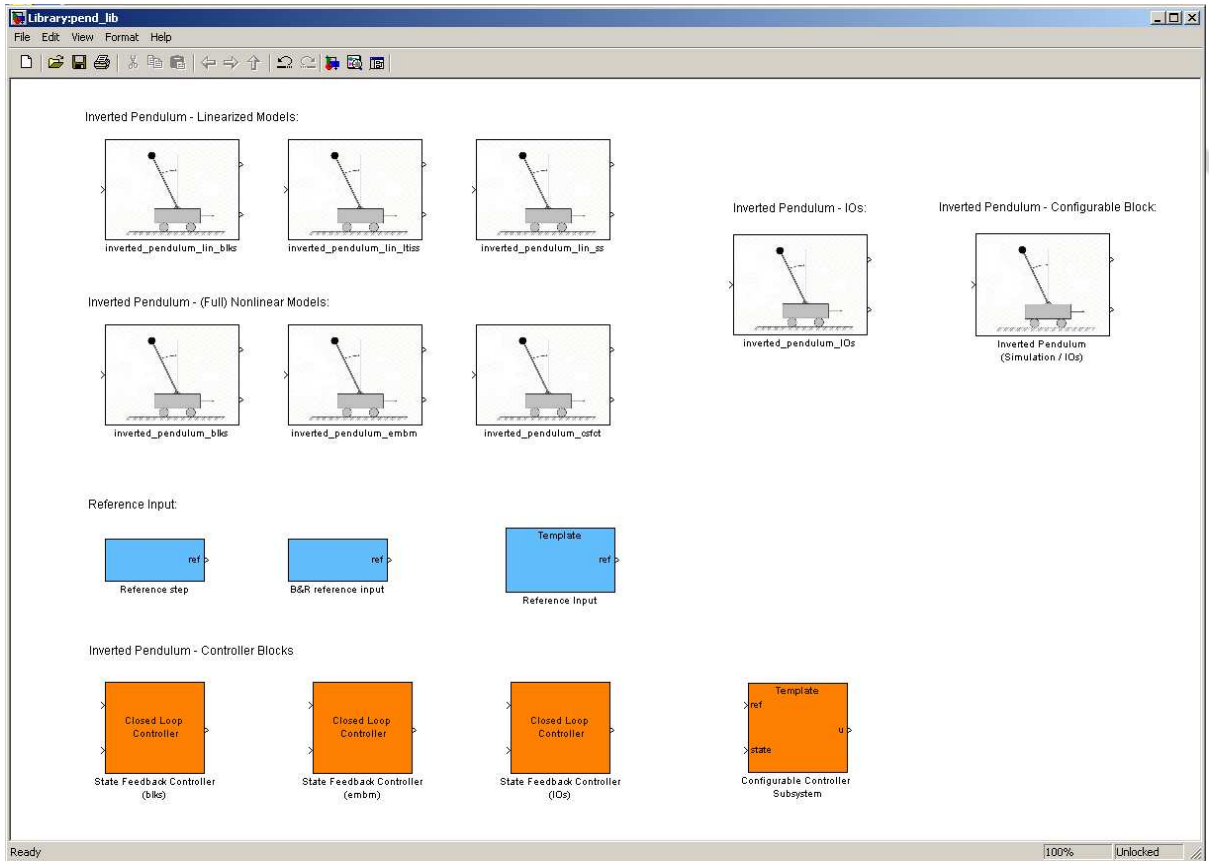 Library:pend_lib
File Edit View Format Help
Inverted Pendulum - Linearized Models:
inverted_pendulum_lin_blks
inverted_pendulum_lin_ltiss
inverted_pendulum_lin_ss
Inverted Pendulum - IOs:
Inverted Pendulum - Configurable Block:
inverted_pendulum_IOs
Inverted Pendulum
(Simulation / IOs)
Inverted Pendulum - (Full) Nonlinear Models:
inverted_pendulum_blks
inverted_pendulum_embm
inverted_pendulum_csfct
Reference Input:
ref
Reference step
ref
B&R reference input
Template
ref
Reference Input
Inverted Pendulum - Controller Blocks
Closed Loop
Controller
State Feedback Controller
(blks)
Closed Loop
Controller
State Feedback Controller
(embm)
Closed Loop
Controller
State Feedback Controller
(IOs)
Template
ref
u
state
Configurable Controller
Subsystem
Ready
100%
Unlocked